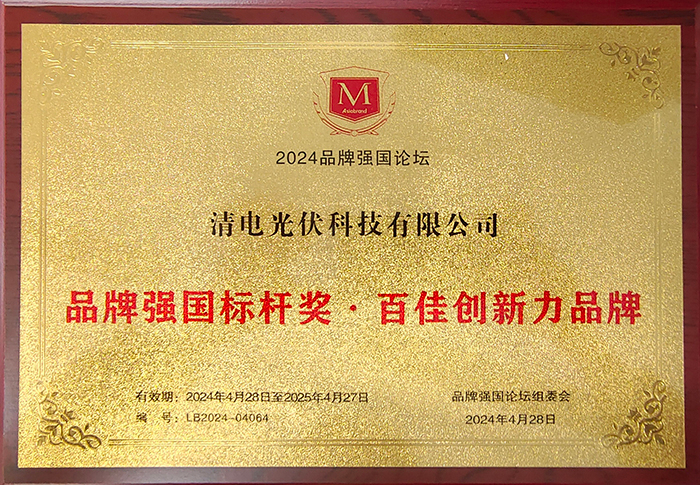 M
Asiabrand
2024品牌强国论坛
清电光伏科技有限公司
品牌强国标杆奖·百佳创新力品牌
有效期：2024年4月28日至2025年4月27日
编 号：LB2024-04064
品牌强国论坛组委会
2024年4月28日